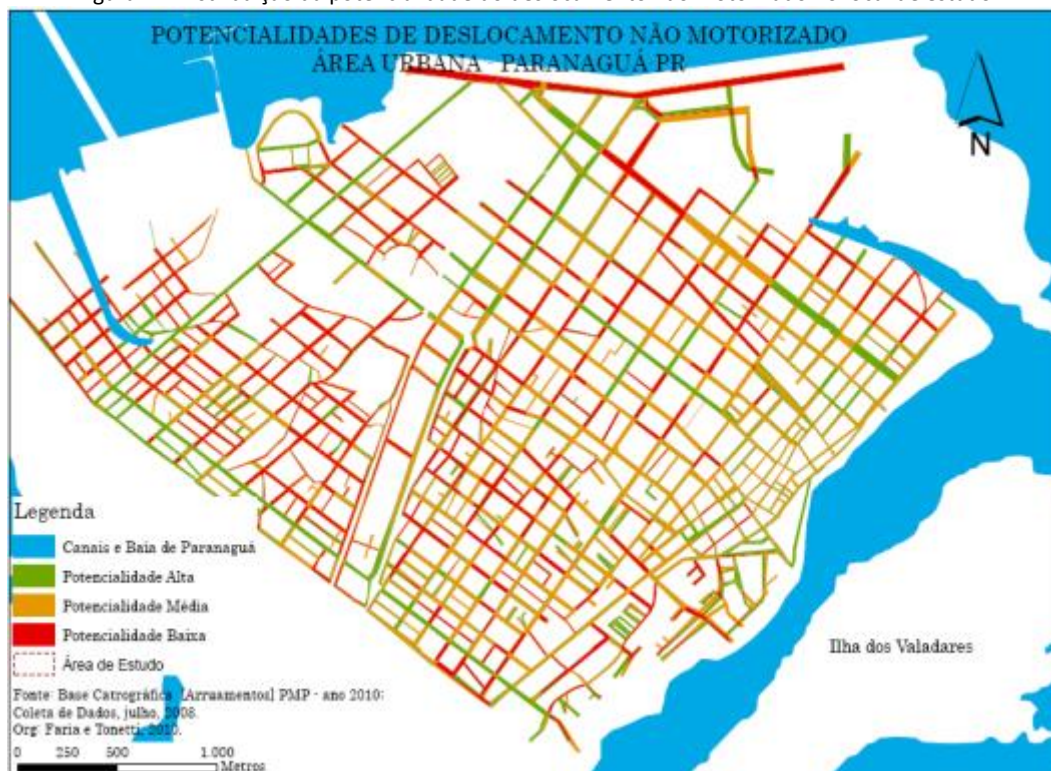 POTENCIALIDADES DE DESLOCAMENTO NÃO MOTORIZADO
ÁREA URBANA - PARANAGUÁ PR
N
Ilha dos Valadares
Legenda
Canais e Baia de Paranaguá
Potencialidade Alta
Potencialidade Média
Potencialidade Baixa
Área de Estudo
Fonte: Base Catrográfica [Arruamentos] PMP - ano 2010;
Coleta de Dados, julho, 2008.
Org: Faria e Tonetti, 2010.
0 250 500 1.000
Metros